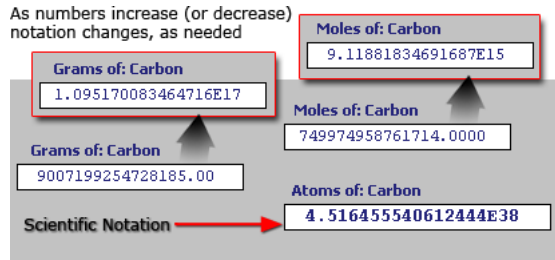 As numbers increase (or decrease)
notation changes, as needed
Moles of: Carbon
9.11881834691687E15
Grams of: Carbon
1.095170083464716E17
Moles of: Carbon
749974958761714.0000
Grams of: Carbon
9007199254728185.00
Atoms of: Carbon
4.516455540612444E38
Scientific Notation